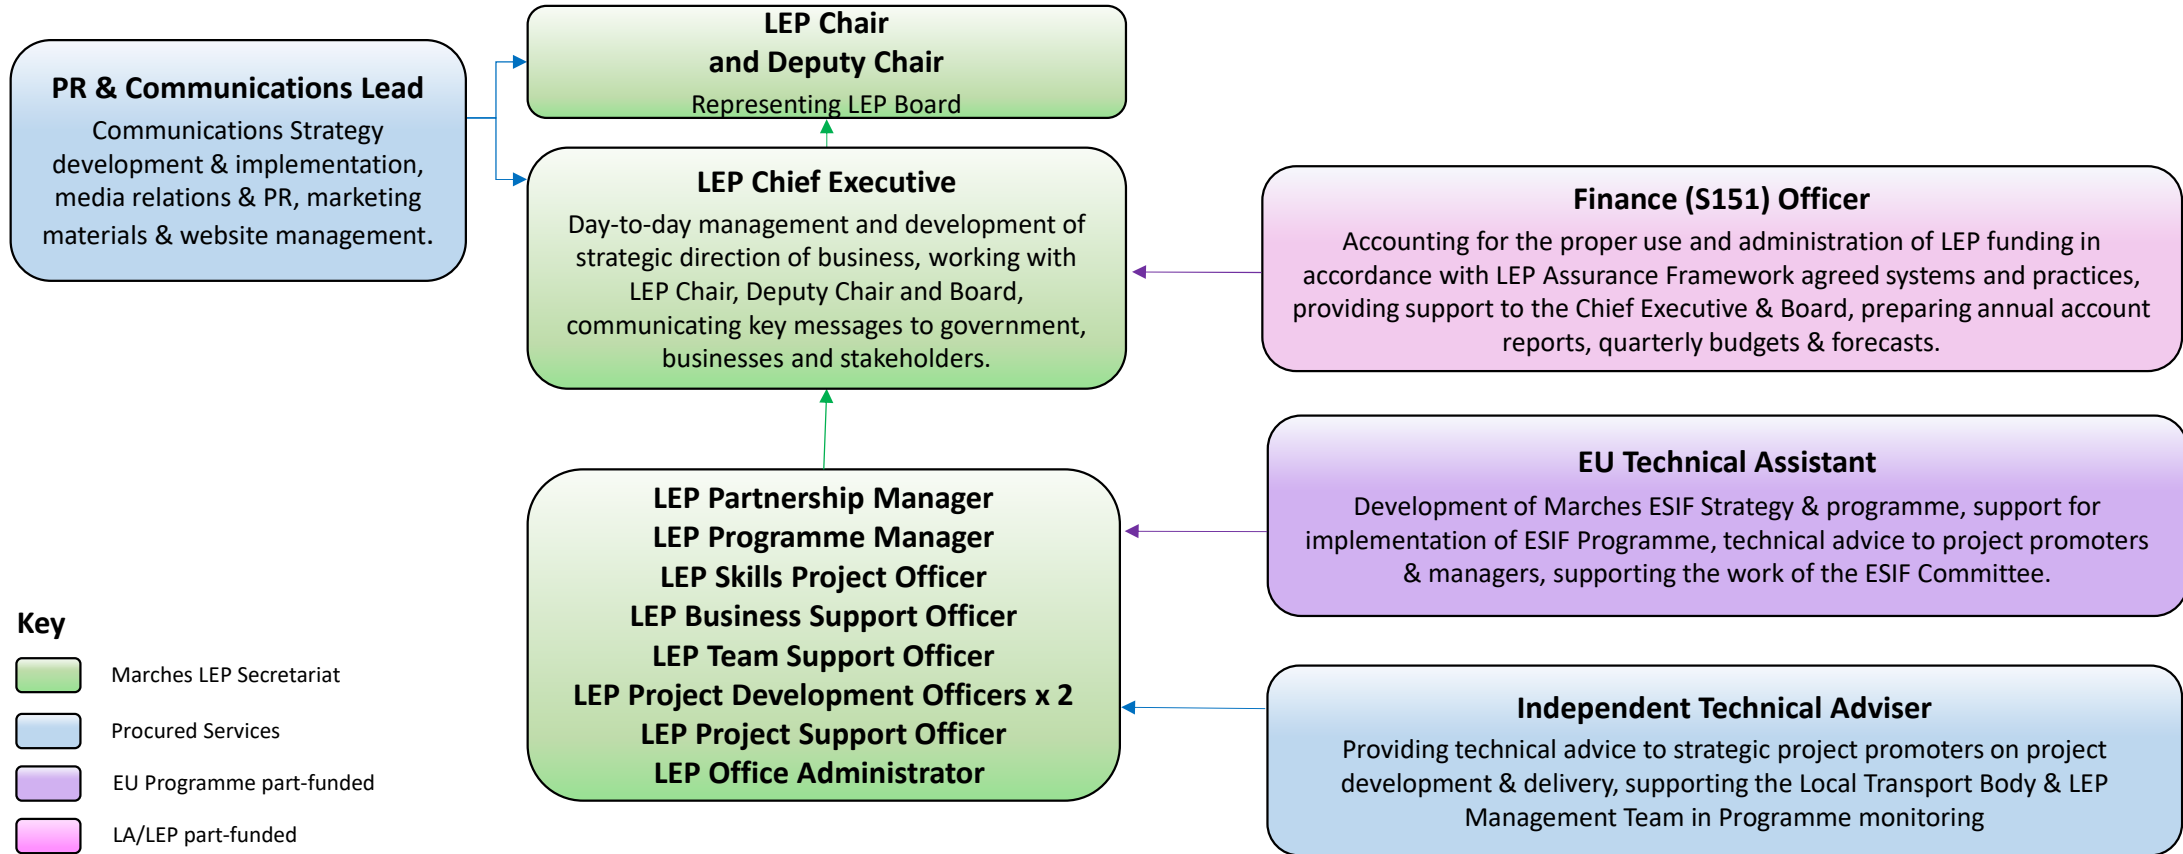 LEP Chair
and Deputy Chair
Representing LEP Board
PR & Communications Lead
Communications Strategy
development & implementation,
media relations & PR, marketing
materials & website management.
LEP Chief Executive
Day-to-day management and development of
strategic direction of business, working with
LEP Chair, Deputy Chair and Board,
communicating key messages to government,
businesses and stakeholders.
Finance (S151) Officer
Accounting for the proper use and administration of LEP funding in
accordance with LEP Assurance Framework agreed systems and practices,
providing support to the Chief Executive & Board, preparing annual account
reports, quarterly budgets & forecasts.
LEP Partnership Manager
LEP Programme Manager
LEP Skills Project Officer
LEP Business Support Officer
LEP Team Support Officer
LEP Project Development Officers x 2
LEP Project Support Officer
LEP Office Administrator
EU Technical Assistant
Development of Marches ESIF Strategy & programme, support for
implementation of ESIF Programme, technical advice to project promoters
& managers, supporting the work of the ESIF Committee.
Independent Technical Adviser
Providing technical advice to strategic project promoters on project
development & delivery, supporting the Local Transport Body & LEP
Management Team in Programme monitoring
Key
Marches LEP Secretariat
Procured Services
EU Programme part-funded
LA/LEP part-funded